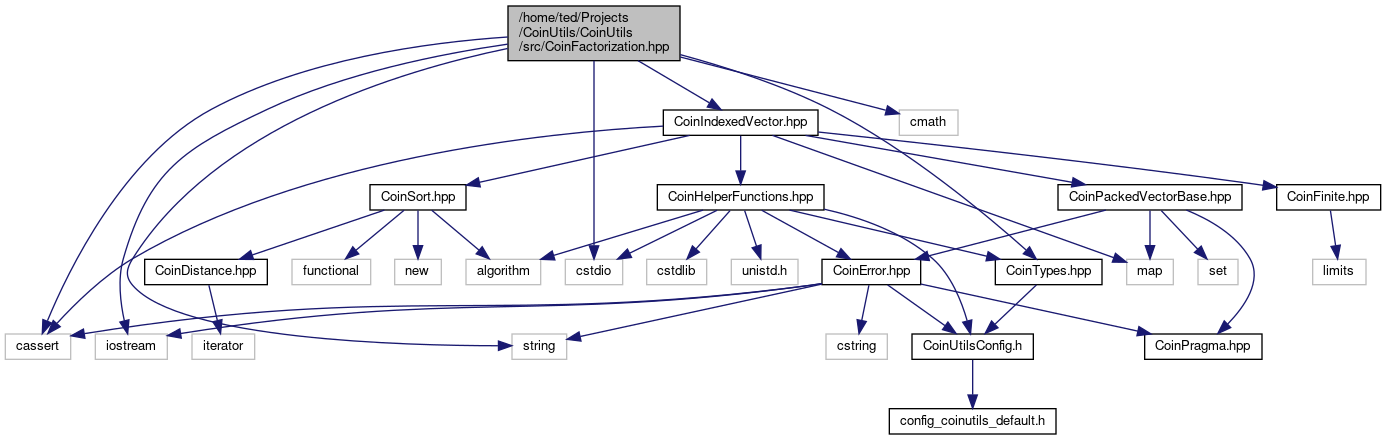 /home/ted/Projects
/CoinUtils/CoinUtils
/src/CoinFactorization.hpp
CoinIndexedVector.hpp
cmath
CoinSort.hpp
CoinHelperFunctions.hpp
CoinPackedVectorBase.hpp
CoinFinite.hpp
CoinDistance.hpp
functional
new
algorithm
cstdio
cstdlib
unistd.h
CoinError.hpp
CoinTypes.hpp
map
set
limits
cassert
iostream
iterator
string
cstring
CoinUtilsConfig.h
CoinPragma.hpp
config_coinutils_default.h